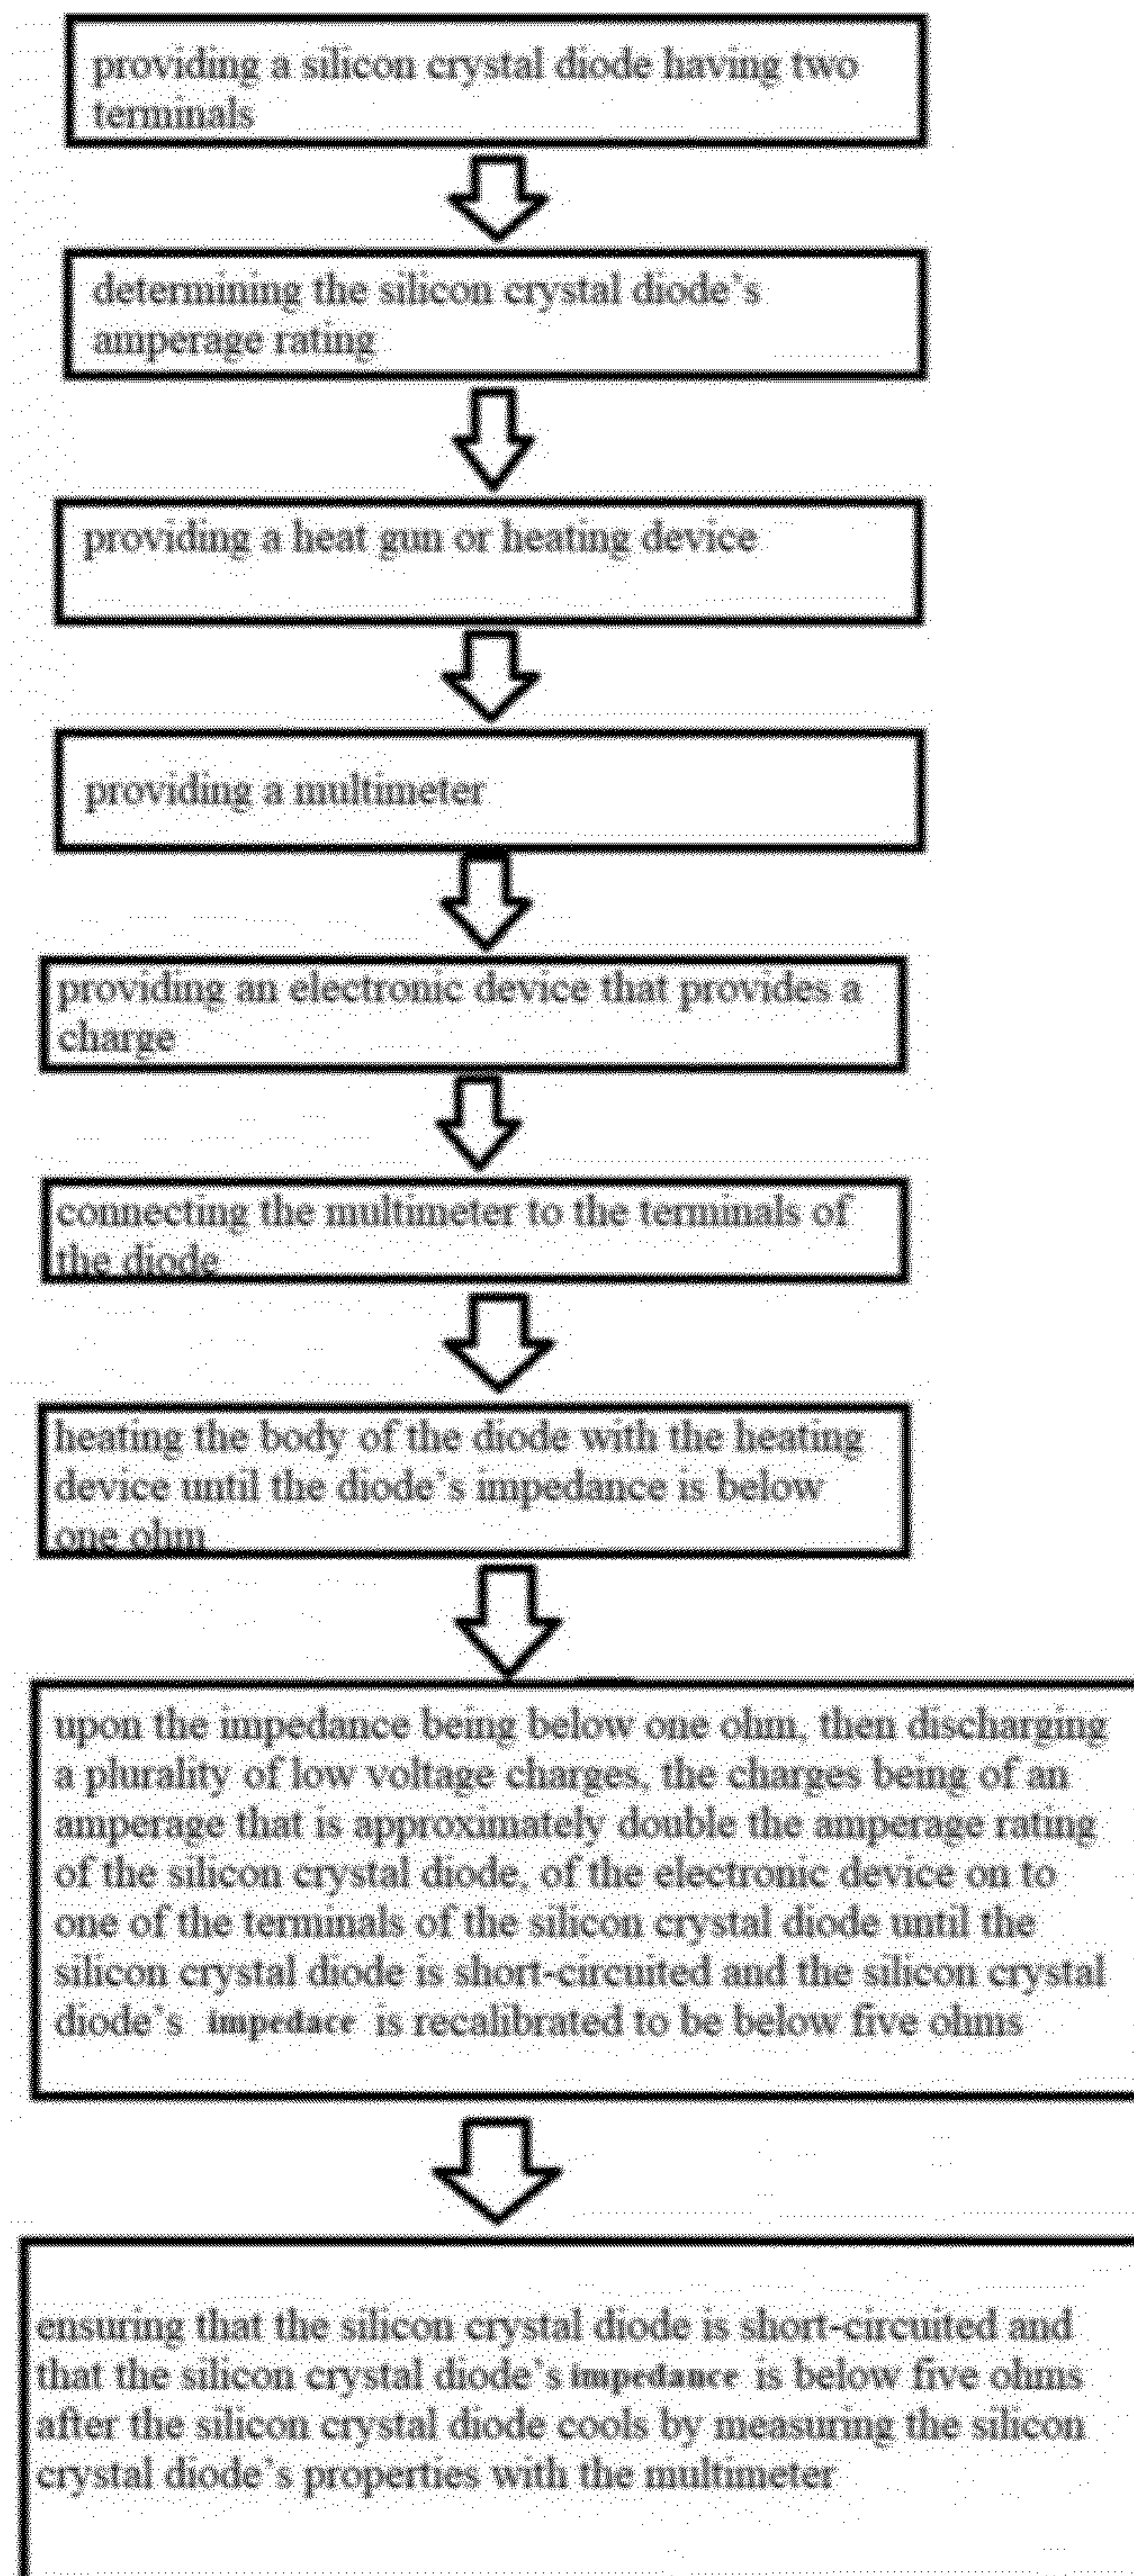 providing a silicon crystal diode having two
terminals
determining the silicon crystal diode's
amperage rating
providing a heat gun or heating device
providing a multimeter
providing an electronic device that provides a
charge
connecting the multimeter to the terminals of
the diode
heating the body of the diode with the heating
device until the diode's impedance is below
one ohm
upon the impedance being below one ohm, then discharging
a plurality of low voltage charges, the charges being of an
amperage that is approximately double the amperage rating
of the silicon crystal diode, of the electronic device on to
one of the terminals of the silicon crystal diode until the
silicon crystal diode is short-circuited and the silicon crystal
diode's impedace is recalibrated to be below five ohms
ensuring that the silicon crystal diode is short-circuited and
that the silicon crystal diode's impedance is below five ohms
after the silicon crystal diode cools by measuring the silicon
crystal diode's properties with the multimeter